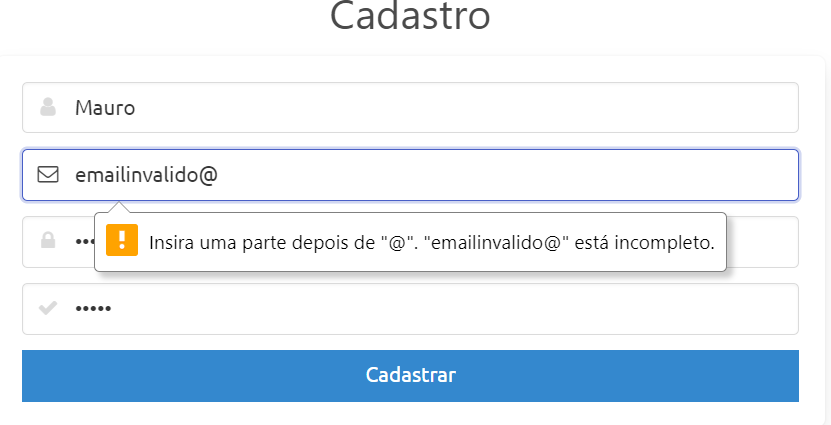 Cadastro
Mauro
emailinvalido@
Insira uma parte depois de "@". "emailinvalido@" está incompleto.
•••
•••••
Cadastrar